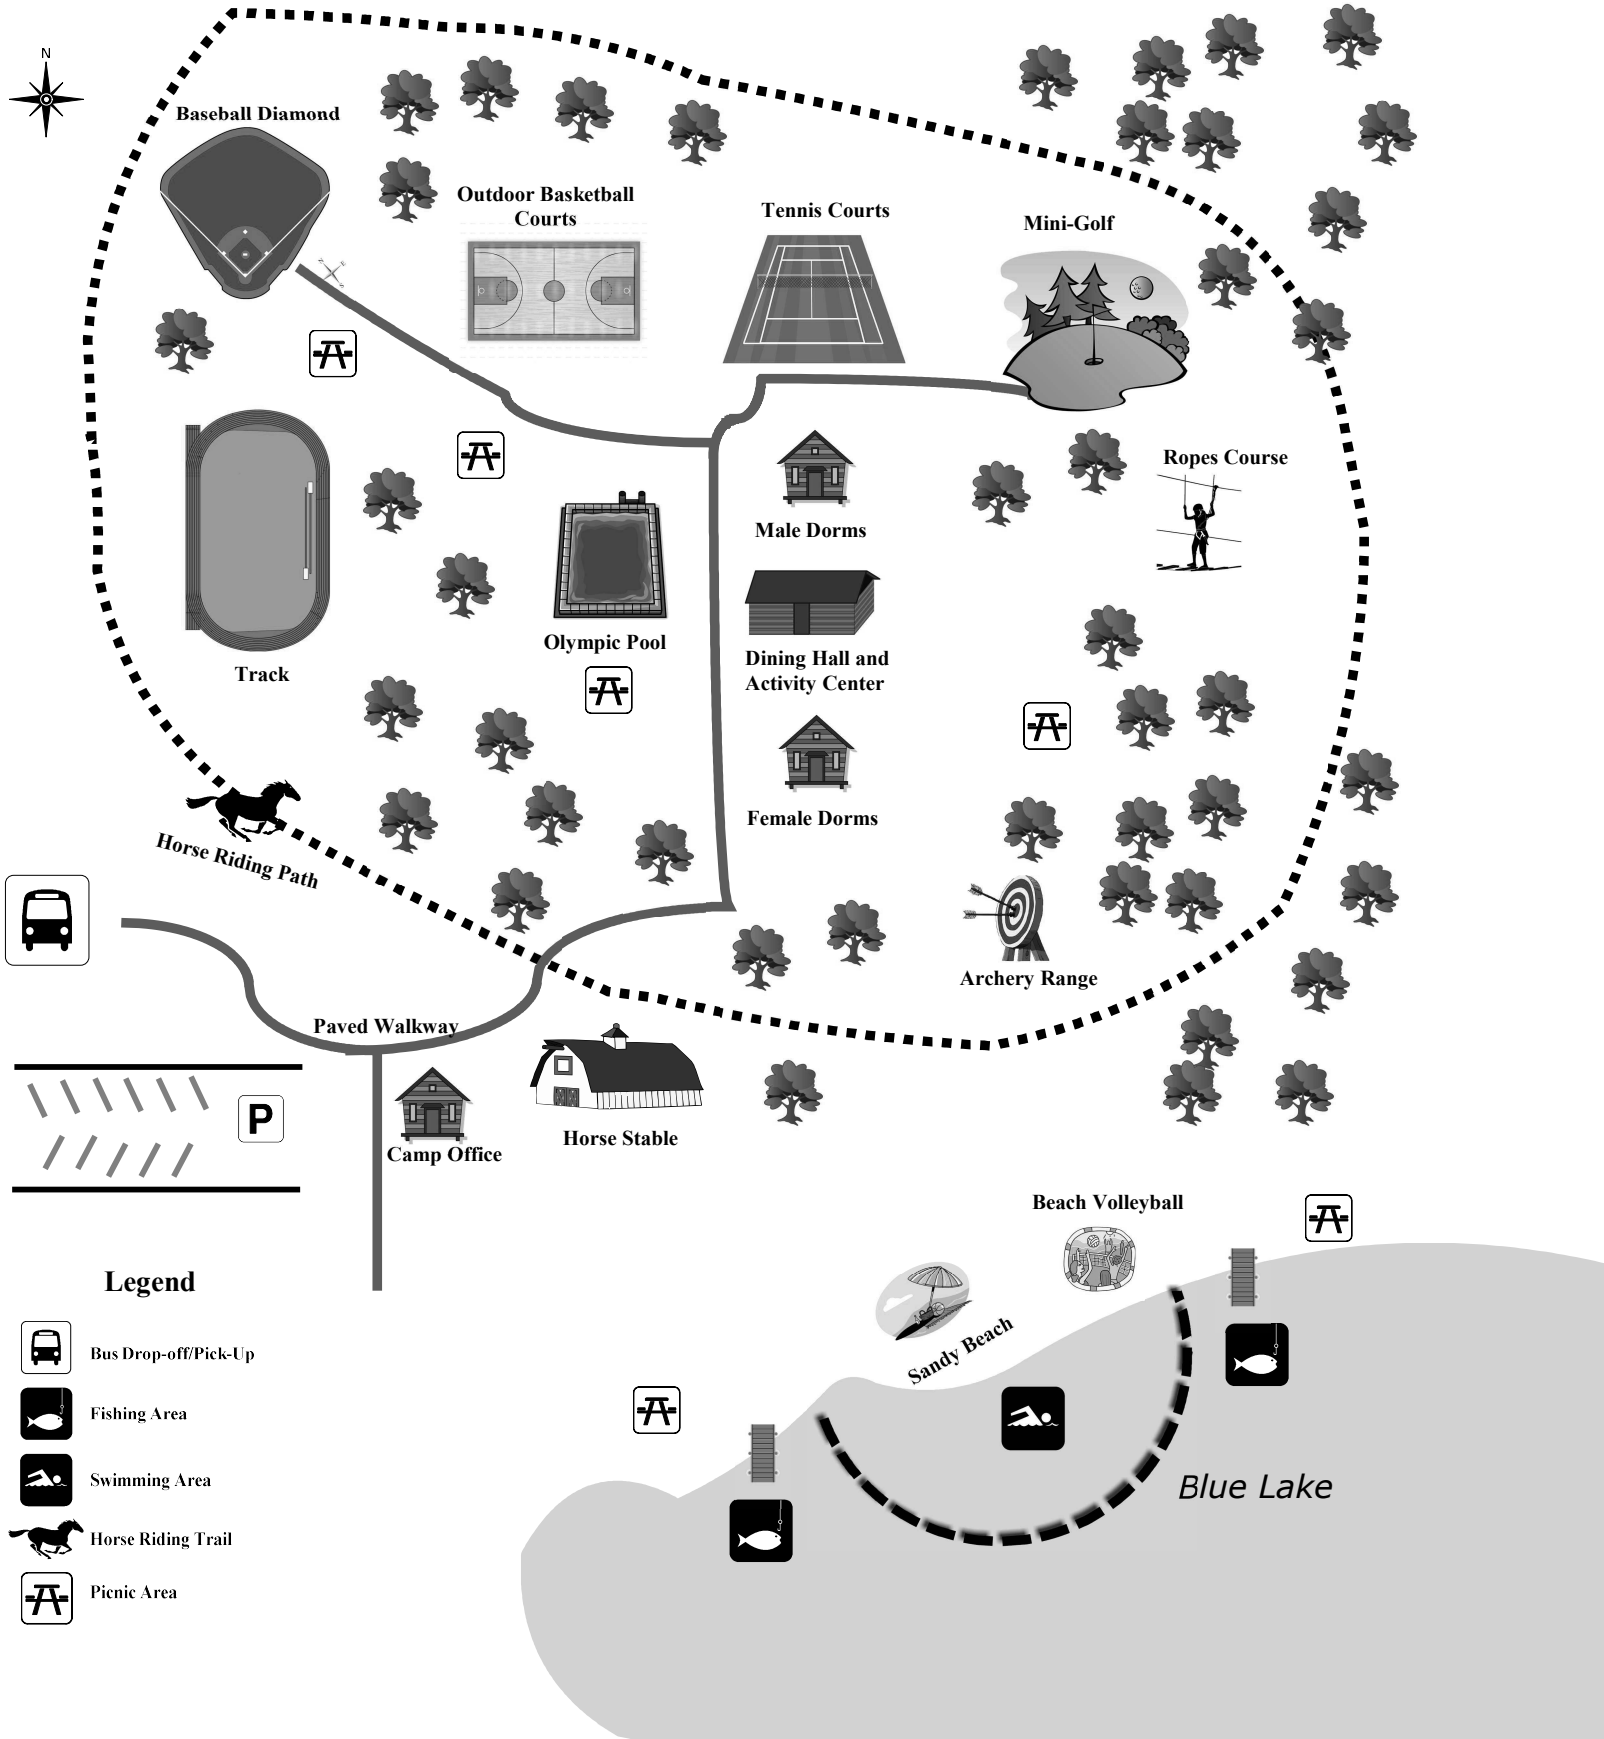 N
Baseball Diamond
Outdoor Basketball
Courts
Tennis Courts
Mini-Golf
Ropes Course
Male Dorms
Olympic Pool
Dining Hall and
Activity Center
Track
Female Dorms
Horse Riding Path
Archery Range
Paved Walkway
P
Camp Office
Horse Stable
Beach Volleyball
Sandy Beach
Blue Lake
Legend
Bus Drop-off/Pick-Up
Fishing Area
Swimming Area
Horse Riding Trail
Picnic Area